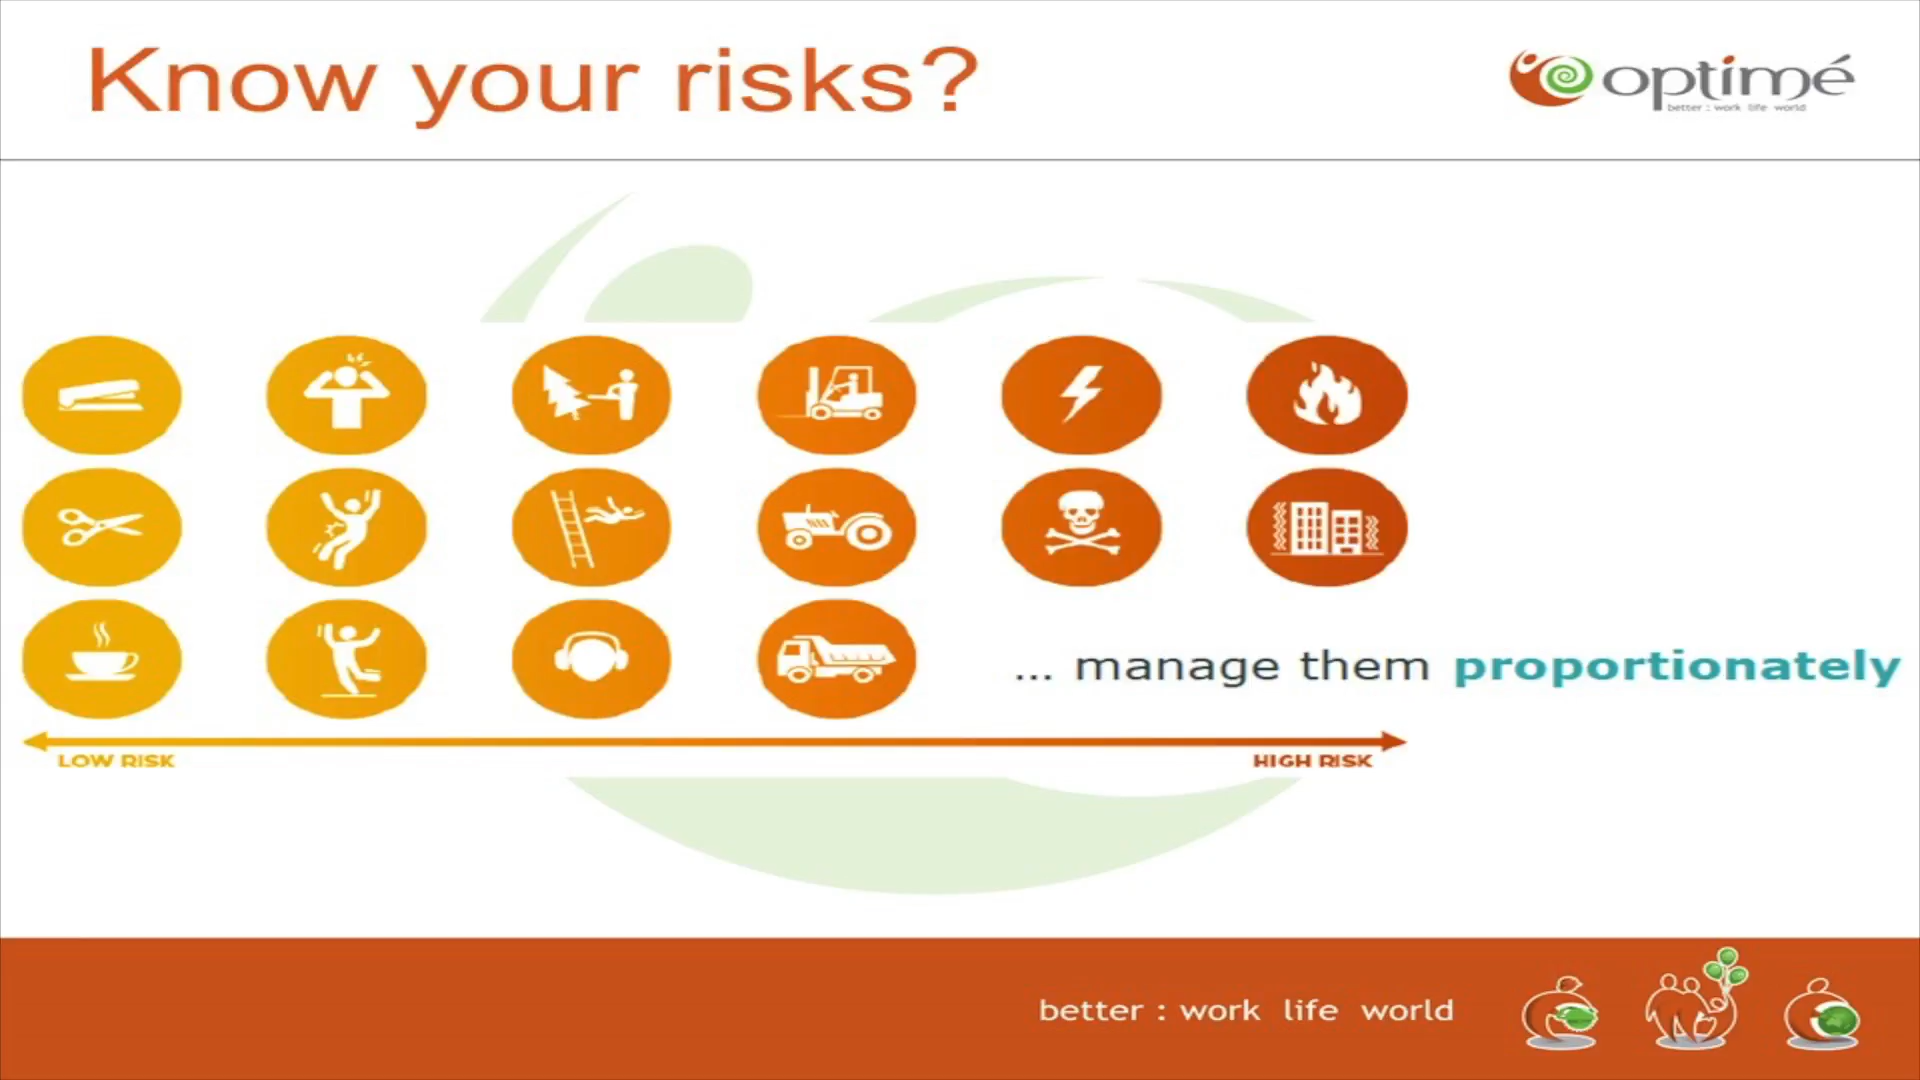 Know your risks?
optimé
better : work life world
... manage them proportionately
LOW RISK
HIGH RISK
better : work life world